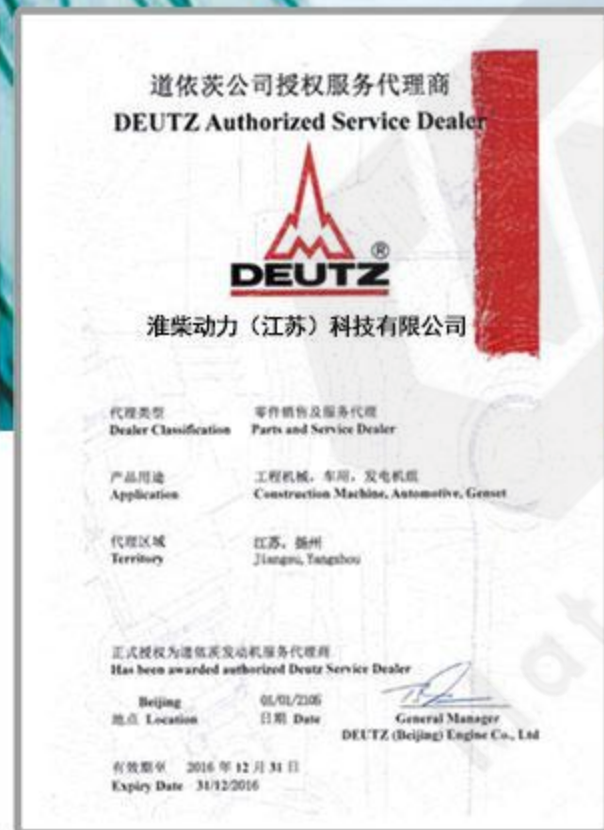 道依茨公司授权服务代理商
DEUTZ Authorized Service Dealer
DEUTZ®
淮柴动力（江苏）科技有限公司
代理类型 零件销售及服务代理
Dealer Classification Parts and Service Dealer
产品用途 工程机械，车用，发电机组
Application Construction Machine, Automotive, Genset
代理区域 江苏，扬州
Territory Jiangsu, Yangzhou
正式授权为道依茨发动机服务代理商
Has been awarded authorized Deutz Service Dealer
Beijing 01/01/2105
地点 Location 日期 Date General Manager
DEUTZ (Beijing) Engine Co., Ltd
有效期至 2016 年 12 月 31 日
Expiry Date 31/12/2016
Mat